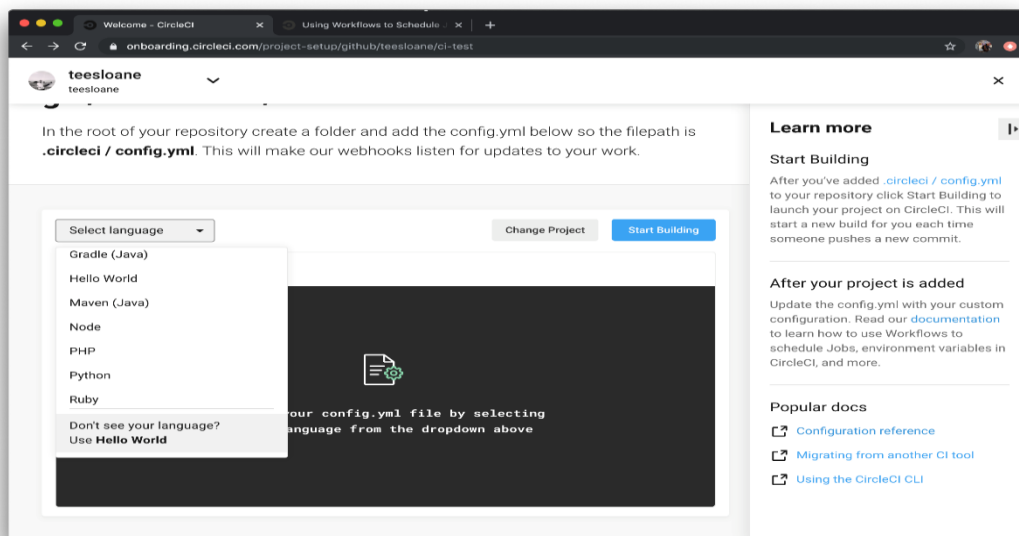 Welcome - CircleCI
Using Workflows to Schedule
onboarding.circleci.com/project-setup/github/teesloane/ci-test
teesloane
teesloane
In the root of your repository create a folder and add the config.yml below so the filepath is
.circleci / config.yml. This will make our webhooks listen for updates to your work.
Select language
Change Project
Start Building
Gradle (Java)
Hello World
Maven (Java)
Node
PHP
Python
Ruby
Don't see your language?
Use Hello World
your config.yml file by selecting
anguage from the dropdown above
Learn more
Start Building
After you've added .circleci / config.yml
to your repository click Start Building to
launch your project on CircleCI. This will
start a new build for you each time
someone pushes a new commit.
After your project is added
Update the config.yml with your custom
configuration. Read our documentation
to learn how to use Workflows to
schedule Jobs, environment variables in
CircleCI, and more.
Popular docs
Configuration reference
Migrating from another CI tool
Using the CircleCI CLI